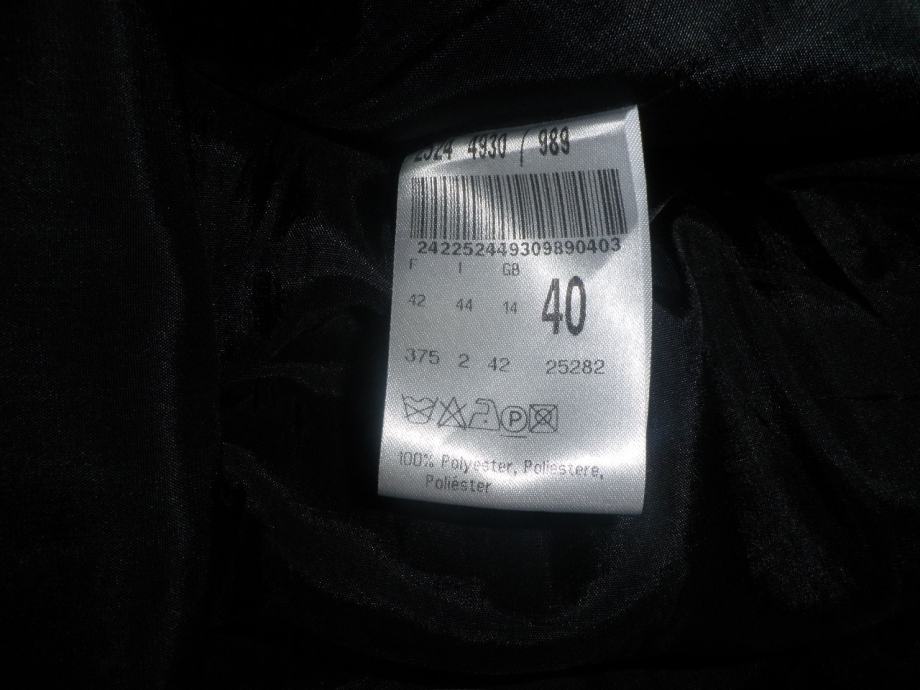 2524 4930 / 989
242252449309890403
F I GB
42 44 14 40
375 2 42 25282
P
100% Polyester, Poliestere,
Poliéster